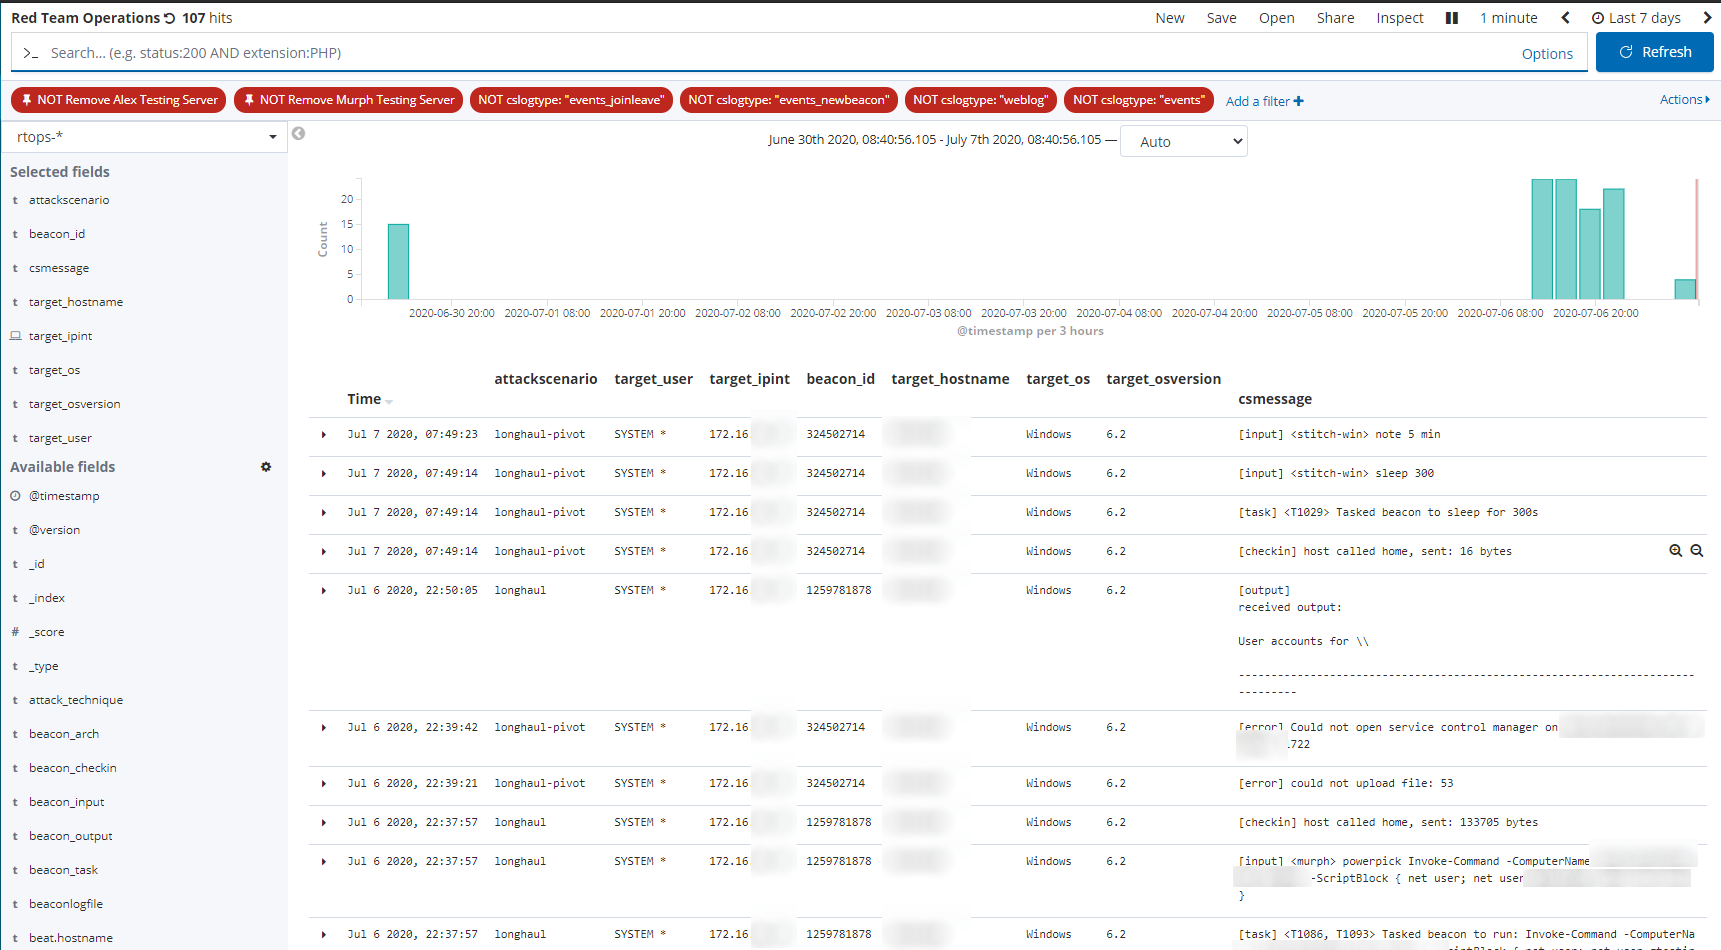 Red Team Operations 107 hits
New Save Open Share Inspect 1 minute Last 7 days
>_ Search... (e.g. status:200 AND extension:PHP) Options Refresh
NOT Remove Alex Testing Server NOT Remove Murph Testing Server NOT cslogtype: "events_joinleave" NOT cslogtype: "events_newbeacon" NOT cslogtype: "weblog" NOT cslogtype: "events" Add a filter + Actions
rtops-*
Selected fields
t attackscenario
t beacon_id
t csmessage
t target_hostname
target_ipint
t target_os
t target_osversion
t target_user
Available fields
@timestamp
t @version
t _id
t _index
# _score
t _type
t attack_technique
t beacon_arch
t beacon_checkin
t beacon_input
t beacon_output
t beacon_task
t beaconlogfile
t beat.hostname
June 30th 2020, 08:40:56.105 - July 7th 2020, 08:40:56.105 — Auto
Count
20
15
10
5
0
2020-06-30 20:00 2020-07-01 08:00 2020-07-01 20:00 2020-07-02 08:00 2020-07-02 20:00 2020-07-03 08:00 2020-07-03 20:00 2020-07-04 08:00 2020-07-04 20:00 2020-07-05 08:00 2020-07-05 20:00 2020-07-06 08:00 2020-07-06 20:00
@timestamp per 3 hours
Time attackscenario target_user target_ipint beacon_id target_hostname target_os target_osversion csmessage
Jul 7 2020, 07:49:23 longhaul-pivot SYSTEM * 172.16 324502714 Windows 6.2 [input] <stitch-win> note 5 min
Jul 7 2020, 07:49:14 longhaul-pivot SYSTEM * 172.16 324502714 Windows 6.2 [input] <stitch-win> sleep 300
Jul 7 2020, 07:49:14 longhaul-pivot SYSTEM * 172.16 324502714 Windows 6.2 [task] <T1029> Tasked beacon to sleep for 300s
Jul 7 2020, 07:49:14 longhaul-pivot SYSTEM * 172.16 324502714 Windows 6.2 [checkin] host called home, sent: 16 bytes
Jul 6 2020, 22:50:05 longhaul SYSTEM * 172.16 1259781878 Windows 6.2 [output]
received output:
User accounts for \\
---------------------------------------------------------------------
---------
Jul 6 2020, 22:39:42 longhaul-pivot SYSTEM * 172.16 324502714 Windows 6.2 [error] Could not open service control manager on
1722
Jul 6 2020, 22:39:21 longhaul-pivot SYSTEM * 172.16 324502714 Windows 6.2 [error] could not upload file: 53
Jul 6 2020, 22:37:57 longhaul SYSTEM * 172.16 1259781878 Windows 6.2 [checkin] host called home, sent: 133705 bytes
Jul 6 2020, 22:37:57 longhaul SYSTEM * 172.16 1259781878 Windows 6.2 [input] <murph> powerpick Invoke-Command -ComputerName
-ScriptBlock { net user; net user
}
Jul 6 2020, 22:37:57 longhaul SYSTEM * 172.16 1259781878 Windows 6.2 [task] <T1086, T1093> Tasked beacon to run: Invoke-Command -ComputerNa